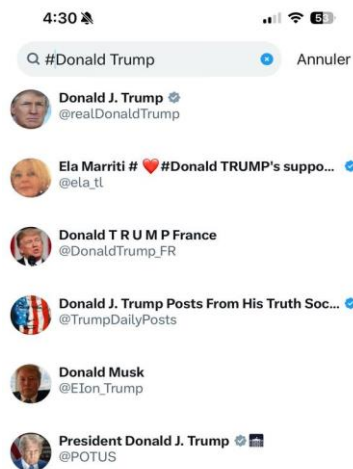 4:30 53
#Donald Trump Annuler
Donald J. Trump
@realDonaldTrump
Ela Marriti # ❤️#Donald TRUMP's suppo...
@ela_tl
Donald T R U M P France
@DonaldTrump_FR
Donald J. Trump Posts From His Truth Soc...
@TrumpDailyPosts
Donald Musk
@EIon_Trump
President Donald J. Trump
@POTUS